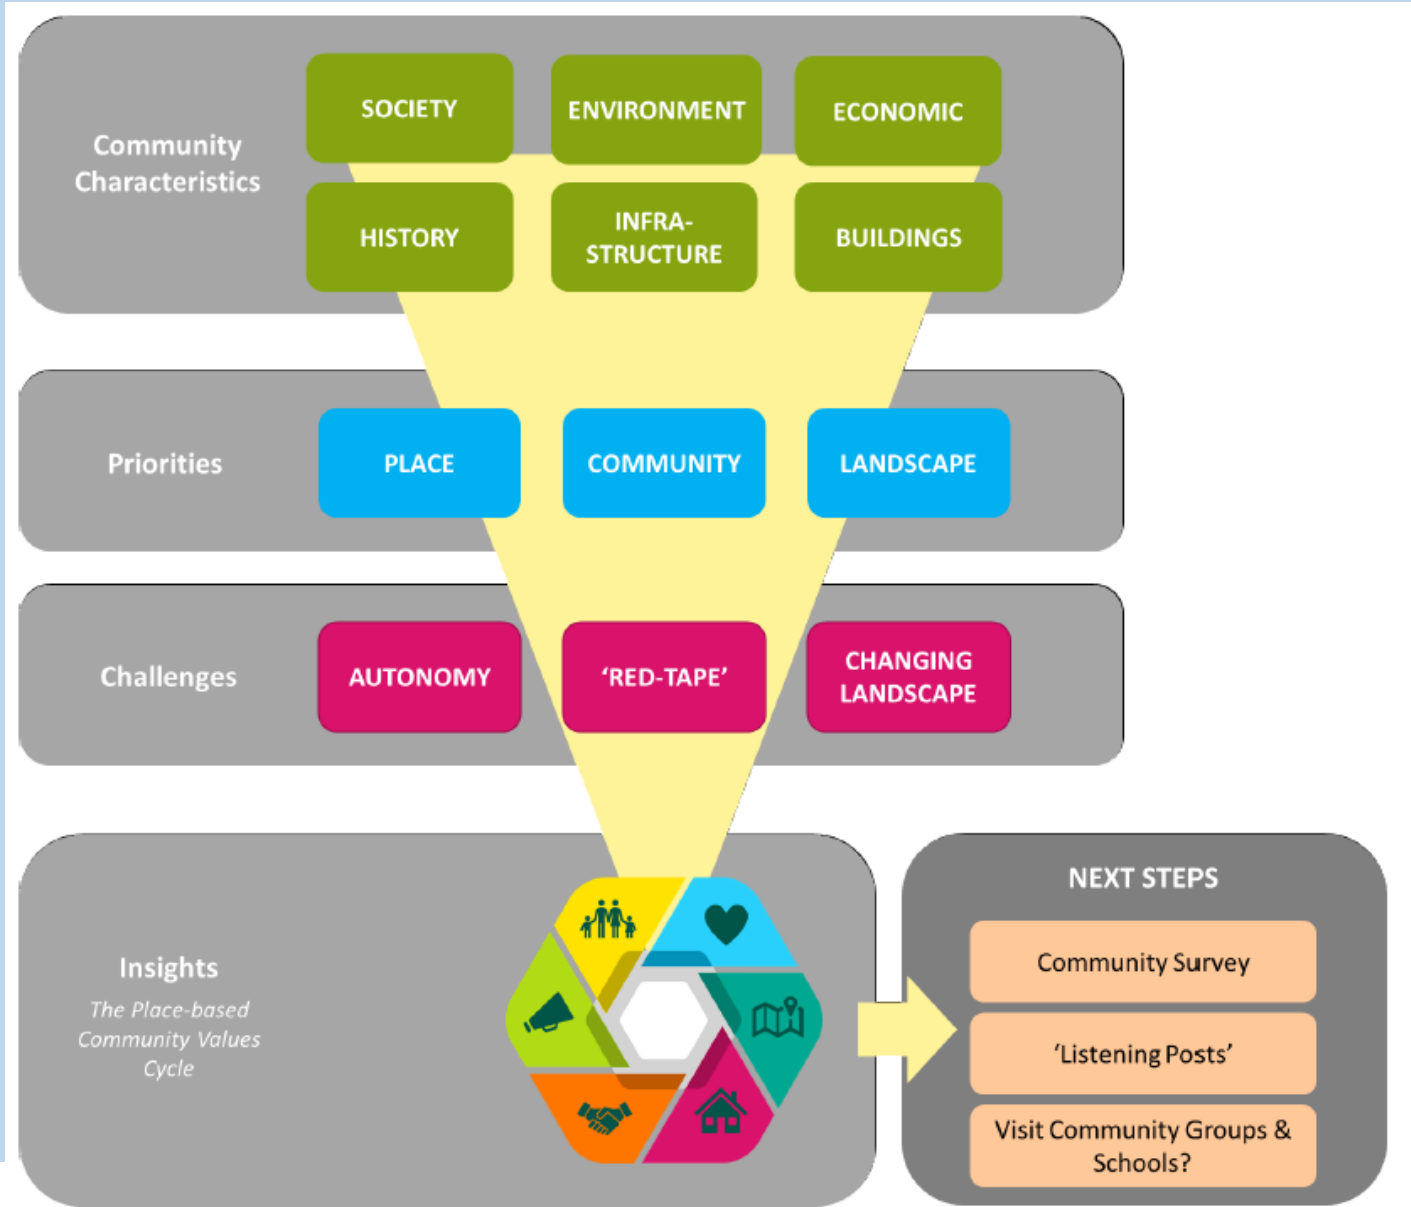 Community
Characteristics
SOCIETY
ENVIRONMENT
ECONOMIC
HISTORY
INFRA-
STRUCTURE
BUILDINGS
Priorities
PLACE
COMMUNITY
LANDSCAPE
Challenges
AUTONOMY
‘RED-TAPE’
CHANGING
LANDSCAPE
Insights
The Place-based
Community Values
Cycle
NEXT STEPS
Community Survey
‘Listening Posts’
Visit Community Groups &
Schools?